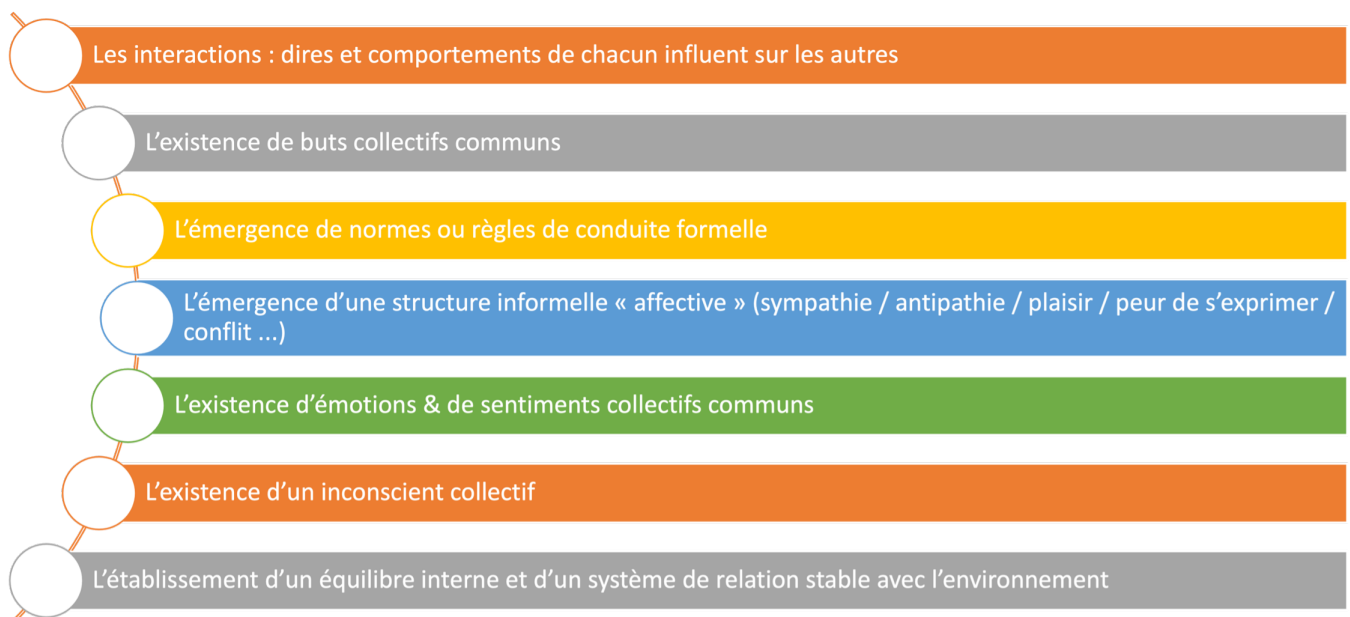 Les interactions : dires et comportements de chacun influent sur les autres
L’existence de buts collectifs communs
L’émergence de normes ou règles de conduite formelle
L’émergence d’une structure informelle « affective » (sympathie / antipathie / plaisir / peur de s’exprimer /
conflit ...)
L’existence d’émotions & de sentiments collectifs communs
L’existence d’un inconscient collectif
L’établissement d’un équilibre interne et d’un système de relation stable avec l’environnement